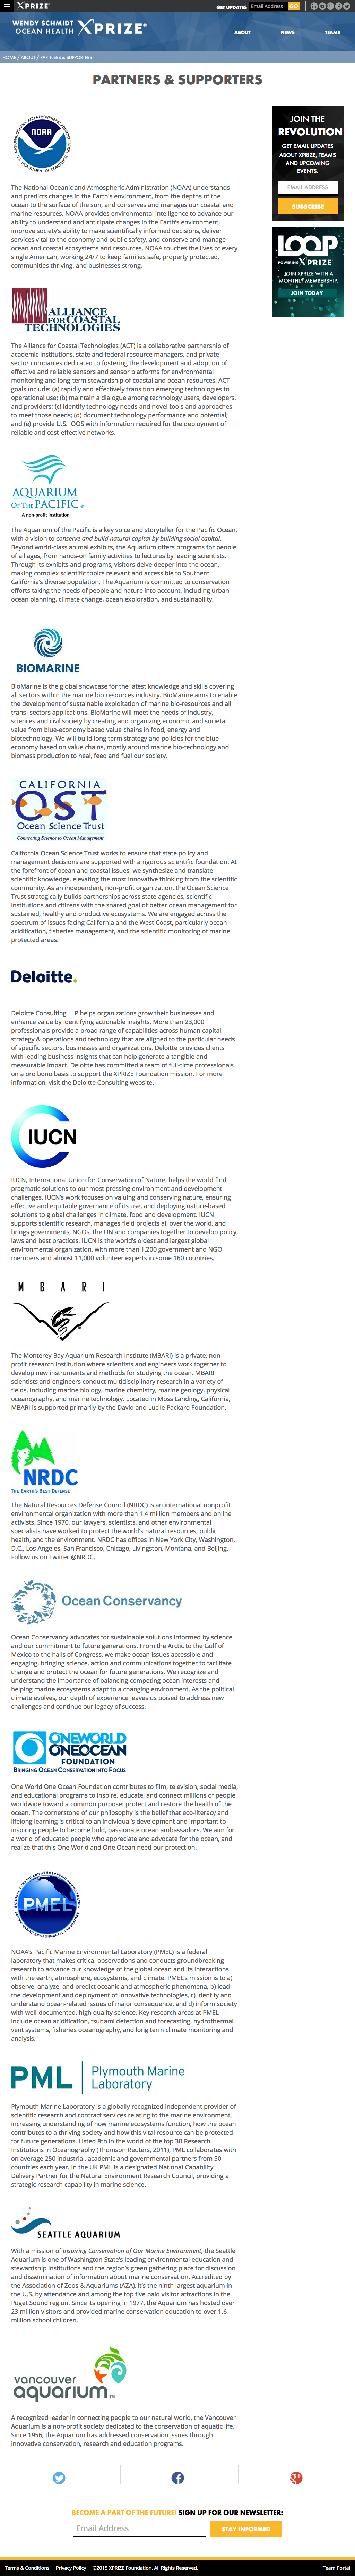 XPRIZE
GET UPDATES Email Address GO
WENDY SCHMIDT
OCEAN HEALTH XPRIZE®
ABOUT NEWS TEAMS
HOME / ABOUT / PARTNERS & SUPPORTERS
PARTNERS & SUPPORTERS
JOIN THE
REVOLUTION
GET EMAIL UPDATES
ABOUT XPRIZE, TEAMS
AND UPCOMING
EVENTS.
EMAIL ADDRESS
SUBSCRIBE
LOOP
POWERING XPRIZE
JOIN XPRIZE WITH A
MONTHLY MEMBERSHIP.
JOIN TODAY
NATIONAL OCEANIC AND ATMOSPHERIC ADMINISTRATION
NOAA
U.S. DEPARTMENT OF COMMERCE
The National Oceanic and Atmospheric Administration (NOAA) understands
and predicts changes in the Earth's environment, from the depths of the
ocean to the surface of the sun, and conserves and manages our coastal and
marine resources. NOAA provides environmental intelligence to advance our
ability to understand and anticipate changes in the Earth's environment,
improve society's ability to make scientifically informed decisions, deliver
services vital to the economy and public safety, and conserve and manage
ocean and coastal ecosystems and resources. NOAA touches the lives of every
single American, working 24/7 to keep families safe, property protected,
communities thriving, and businesses strong.
ALLIANCE
FOR COASTAL
TECHNOLOGIES
The Alliance for Coastal Technologies (ACT) is a collaborative partnership of
academic institutions, state and federal resource managers, and private
sector companies dedicated to fostering the development and adoption of
effective and reliable sensors and sensor platforms for environmental
monitoring and long-term stewardship of coastal and ocean resources. ACT
goals include: (a) rapidly and effectively transition emerging technologies to
operational use; (b) maintain a dialogue among technology users, developers,
and providers; (c) identify technology needs and novel tools and approaches
to meet those needs; (d) document technology performance and potential;
and (e) provide U.S. IOOS with information required for the deployment of
reliable and cost-effective networks.
AQUARIUM
OF THE PACIFIC®
A non-profit institution
The Aquarium of the Pacific is a key voice and storyteller for the Pacific Ocean,
with a vision to conserve and build natural capital by building social capital.
Beyond world-class animal exhibits, the Aquarium offers programs for people
of all ages, from hands-on family activities to lectures by leading scientists.
Through its exhibits and programs, visitors delve deeper into the ocean,
making complex scientific topics relevant and accessible to Southern
California's diverse population. The Aquarium is committed to conservation
efforts taking the needs of people and nature into account, including urban
ocean planning, climate change, ocean exploration, and sustainability.
BIOMARINE
BioMarine is the global showcase for the latest knowledge and skills covering
all sectors within the marine bio resources industry. BioMarine aims to enable
the development of sustainable exploitation of marine bio-resources and all
trans- sectors applications. BioMarine will meet the needs of industry,
sciences and civil society by creating and organizing economic and societal
value from blue-economy based value chains in food, energy and
biotechnology. We will build long term strategy and policies for the blue
economy based on value chains, mostly around marine bio-technology and
biomass production to heal, feed and fuel our society,
CALIFORNIA
OST
Ocean Science Trust
Connecting Science to Ocean Management
California Ocean Science Trust works to ensure that state policy and
management decisions are supported with a rigorous scientific foundation. At
the forefront of ocean and coastal issues, we synthesize and translate
scientific knowledge, elevating the most innovative thinking from the scientific
community. As an independent, non-profit organization, the Ocean Science
Trust strategically builds partnerships across state agencies, scientific
institutions and citizens with the shared goal of better ocean management for
sustained, healthy and productive ecosystems. We are engaged across the
spectrum of issues facing California and the West Coast, particularly ocean
acidification, fisheries management, and the scientific monitoring of marine
protected areas.
Deloitte.
Deloitte Consulting LLP helps organizations grow their businesses and
enhance value by identifying actionable insights. More than 23,000
professionals provide a broad range of capabilities across human capital,
strategy & operations and technology that are aligned to the particular needs
of specific sectors, businesses and organizations. Deloitte provides clients
with leading business insights that can help generate a tangible and
measurable impact. Deloitte has committed a team of full-time professionals
on a pro bono basis to support the XPRIZE Foundation mission. For more
information, visit the Deloitte Consulting website.
IUCN
IUCN, International Union for Conservation of Nature, helps the world find
pragmatic solutions to our most pressing environment and development
challenges. IUCN's work focuses on valuing and conserving nature, ensuring
effective and equitable governance of its use, and deploying nature-based
solutions to global challenges in climate, food and development. IUCN
supports scientific research, manages field projects all over the world, and
brings governments, NGOs, the UN and companies together to develop policy,
laws and best practices. IUCN is the world's oldest and largest global
environmental organization, with more than 1,200 government and NGO
members and almost 11,000 volunteer experts in some 160 countries.
MBARI
The Monterey Bay Aquarium Research Institute (MBARI) is a private, non-
profit research institution where scientists and engineers work together to
develop new instruments and methods for studying the ocean. MBARI
scientists and engineers conduct multidisciplinary research in a variety of
fields, including marine biology, marine chemistry, marine geology, physical
oceanography, and marine technology. Located in Moss Landing, California,
MBARI is supported primarily by the David and Lucile Packard Foundation.
NRDC
THE EARTH'S BEST DEFENSE
The Natural Resources Defense Council (NRDC) is an international nonprofit
environmental organization with more than 1.4 million members and online
activists. Since 1970, our lawyers, scientists, and other environmental
specialists have worked to protect the world's natural resources, public
health, and the environment. NRDC has offices in New York City, Washington,
D.C., Los Angeles, San Francisco, Chicago, Livingston, Montana, and Beijing.
Follow us on Twitter @NRDC.
Ocean Conservancy
Ocean Conservancy advocates for sustainable solutions informed by science
and our commitment to future generations. From the Arctic to the Gulf of
Mexico to the halls of Congress, we make ocean issues accessible and
engaging, bringing science, action and communications together to facilitate
change and protect the ocean for future generations. We recognize and
understand the importance of balancing competing ocean interests and
helping marine ecosystems adapt to a changing environment. As the political
climate evolves, our depth of experience leaves us poised to address new
challenges and continue our legacy of success.
ONEWORLD
ONEOCEAN
FOUNDATION
BRINGING OCEAN CONSERVATION INTO FOCUS
One World One Ocean Foundation contributes to film, television, social media,
and educational programs to inspire, educate, and connect millions of people
worldwide toward a common purpose: protect and restore the health of the
ocean. The cornerstone of our philosophy is the belief that eco-literacy and
lifelong learning is critical to an individual's development and important to
inspiring people to become bold, passionate ocean ambassadors. We aim for
a world of educated people who appreciate and advocate for the ocean, and
realize that this One World and One Ocean need our protection.
NATIONAL OCEANIC AND ATMOSPHERIC ADMINISTRATION
PMEL
PACIFIC MARINE ENVIRONMENTAL LABORATORY
NOAA's Pacific Marine Environmental Laboratory (PMEL) is a federal
laboratory that makes critical observations and conducts groundbreaking
research to advance our knowledge of the global ocean and its interactions
with the earth, atmosphere, ecosystems, and climate. PMEL's mission is to a)
observe, analyze, and predict oceanic and atmospheric phenomena, b) lead
the development and deployment of innovative technologies, c) identify and
understand ocean-related issues of major consequence, and d) inform society
with well-documented, high quality science. Key research areas at PMEL
include ocean acidification, tsunami detection and forecasting, hydrothermal
vent systems, fisheries oceanography, and long term climate monitoring and
analysis.
PML Plymouth Marine
Laboratory
Plymouth Marine Laboratory is a globally recognized independent provider of
scientific research and contract services relating to the marine environment,
increasing understanding of how marine ecosystems function, how the ocean
contributes to a thriving society and how this vital resource can be protected
for future generations. Listed 8th in the world of the top 30 Research
Institutions in Oceanography (Thomson Reuters, 2011), PML collaborates with
on average 250 industrial, academic and governmental partners from 50
countries each year. In the UK PML is a designated National Capability
Delivery Partner for the Natural Environment Research Council, providing a
strategic research capability in marine science.
SEATTLE AQUARIUM
With a mission of Inspiring Conservation of Our Marine Environment, the Seattle
Aquarium is one of Washington State's leading environmental education and
stewardship institutions and the region's green gathering place for discussion
and dissemination of information about marine conservation. Accredited by
the Association of Zoos & Aquariums (AZA), it's the ninth largest aquarium in
the U.S. by attendance and among the top five paid visitor attractions in the
Puget Sound region. Since its opening in 1977, the Aquarium has hosted over
23 million visitors and provided marine conservation education to over 1.6
million school children.
vancouver
aquarium™
A recognized leader in connecting people to our natural world, the Vancouver
Aquarium is a non-profit society dedicated to the conservation of aquatic life.
Since 1956, the Aquarium has addressed conservation issues through
innovative conservation, research and education programs.
BECOME A PART OF THE FUTURE! SIGN UP FOR OUR NEWSLETTER:
Email Address STAY INFORMED
Terms & Conditions | Privacy Policy | ©2015 XPRIZE Foundation. All Rights Reserved. Team Portal